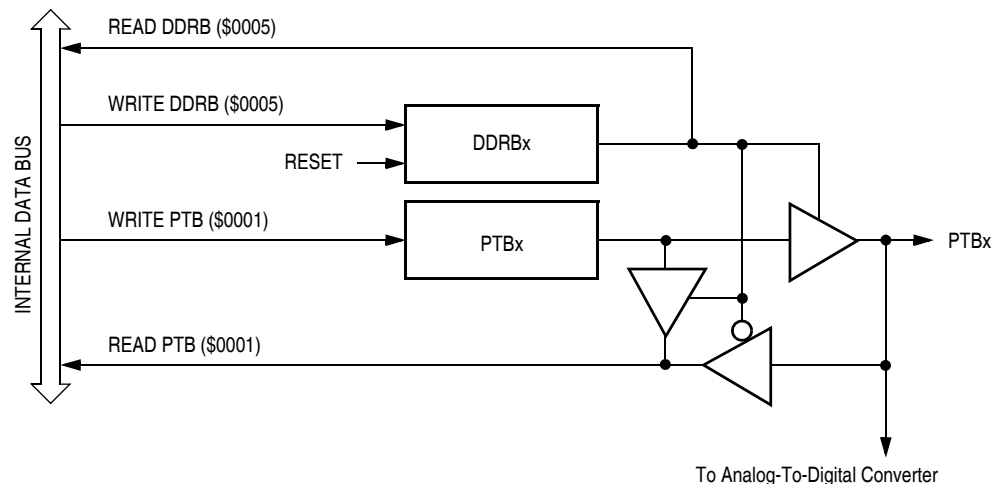 READ DDRB ($0005)
WRITE DDRB ($0005)
DDRBx
RESET
INTERNAL DATA BUS
WRITE PTB ($0001)
PTBx
PTBx
READ PTB ($0001)
To Analog-To-Digital Converter